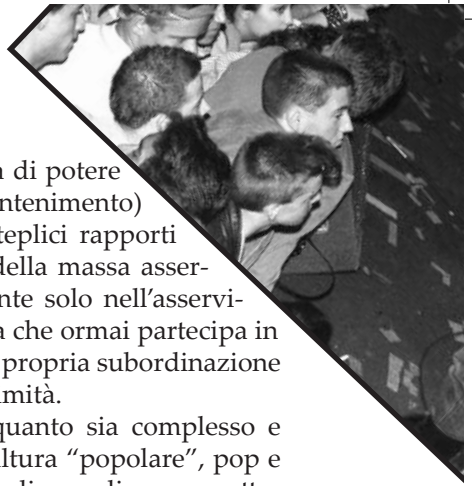 di potere
ntenimento)
teplici rapporti
della massa asser-
nte solo nell'asservi-
a che ormai partecipa in
propria subordinazione
mità.
quanto sia complesso e
ltura “popolare”, pop e